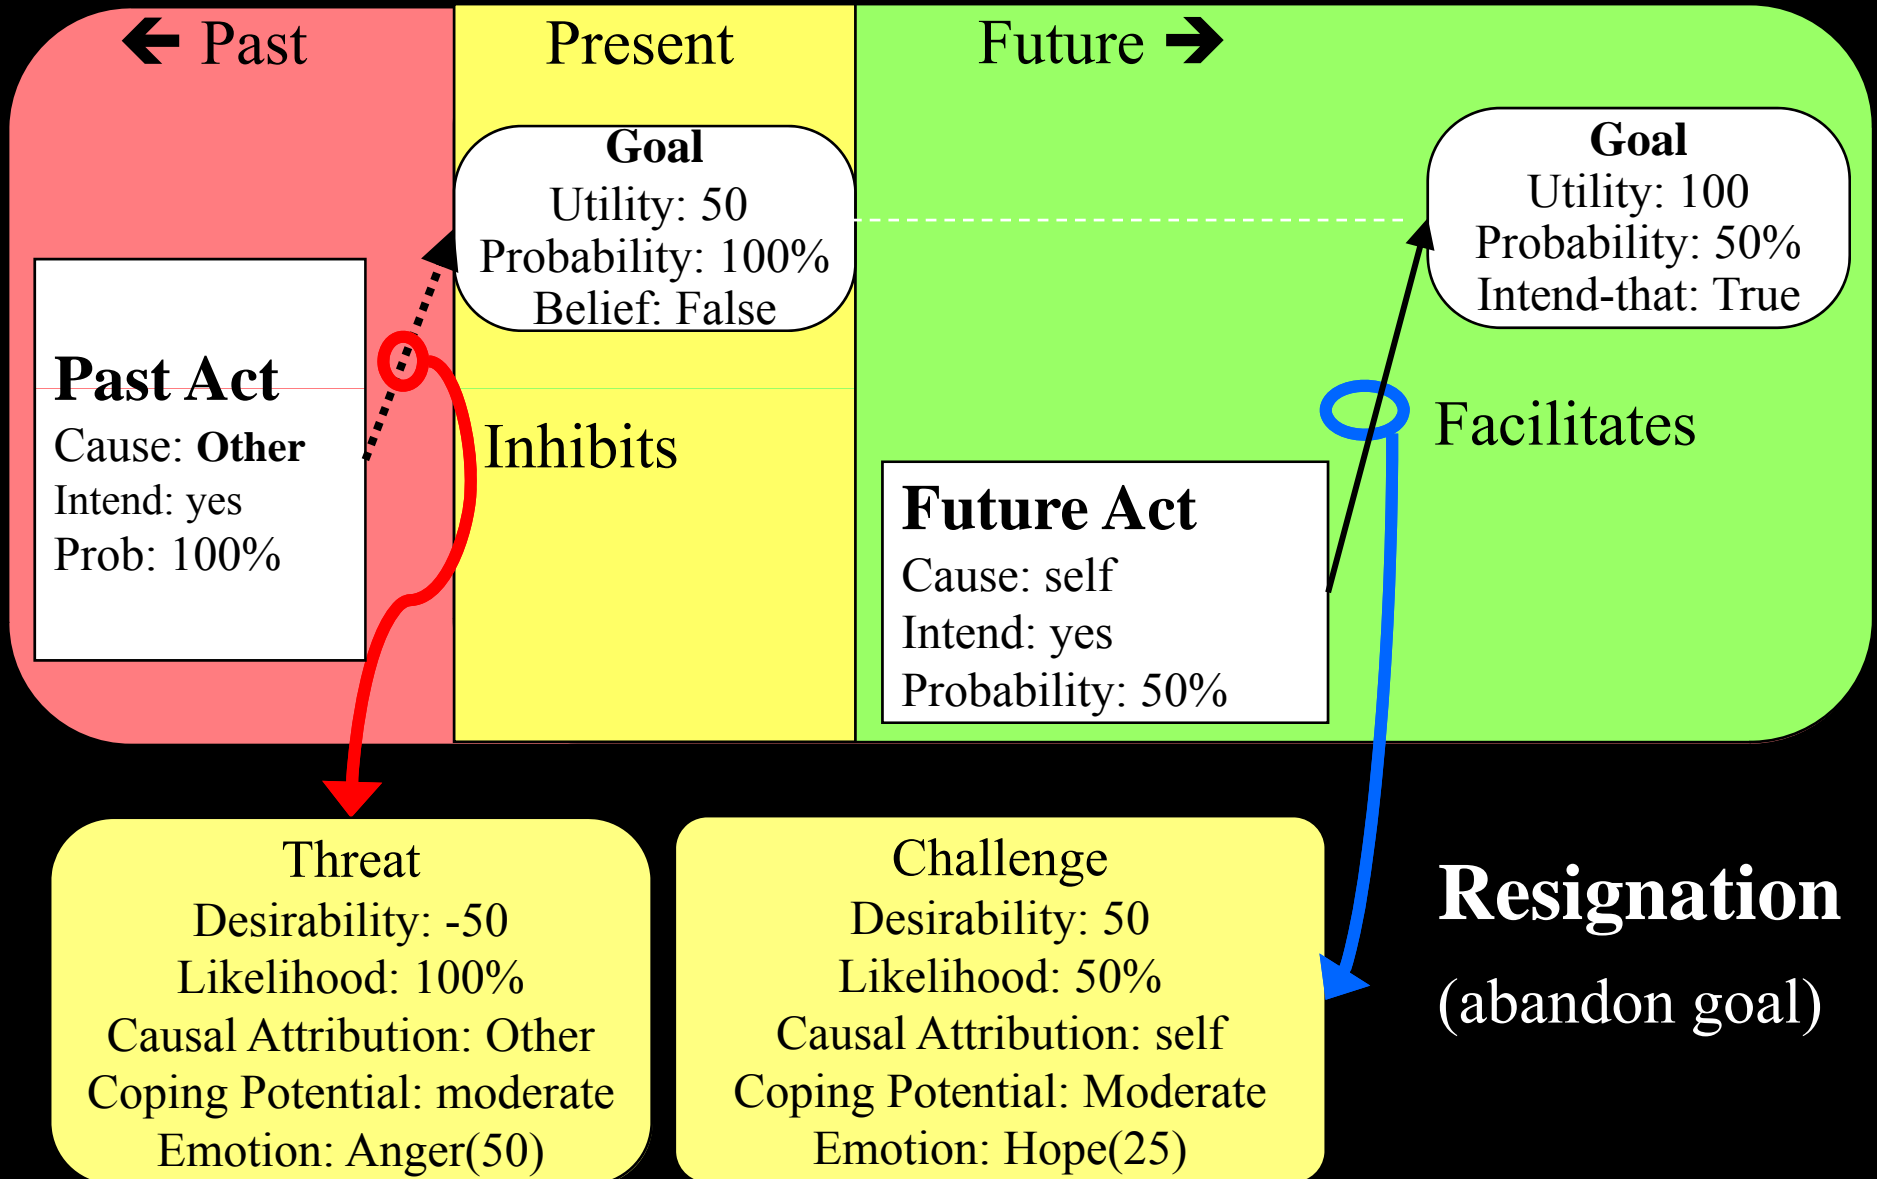 🡸 Past
Present
Future 🡺
Goal
Utility: 50
Probability: 100%
Belief: False
Goal
Utility: 100
Probability: 50%
Intend-that: True
Past Act
Cause: Other
Intend: yes
Prob: 100%
Inhibits
Facilitates
Future Act
Cause: self
Intend: yes
Probability: 50%
Threat
Desirability: -50
Likelihood: 100%
Causal Attribution: Other
Coping Potential: moderate
Emotion: Anger(50)
Challenge
Desirability: 50
Likelihood: 50%
Causal Attribution: self
Coping Potential: Moderate
Emotion: Hope(25)
Resignation
(abandon goal)